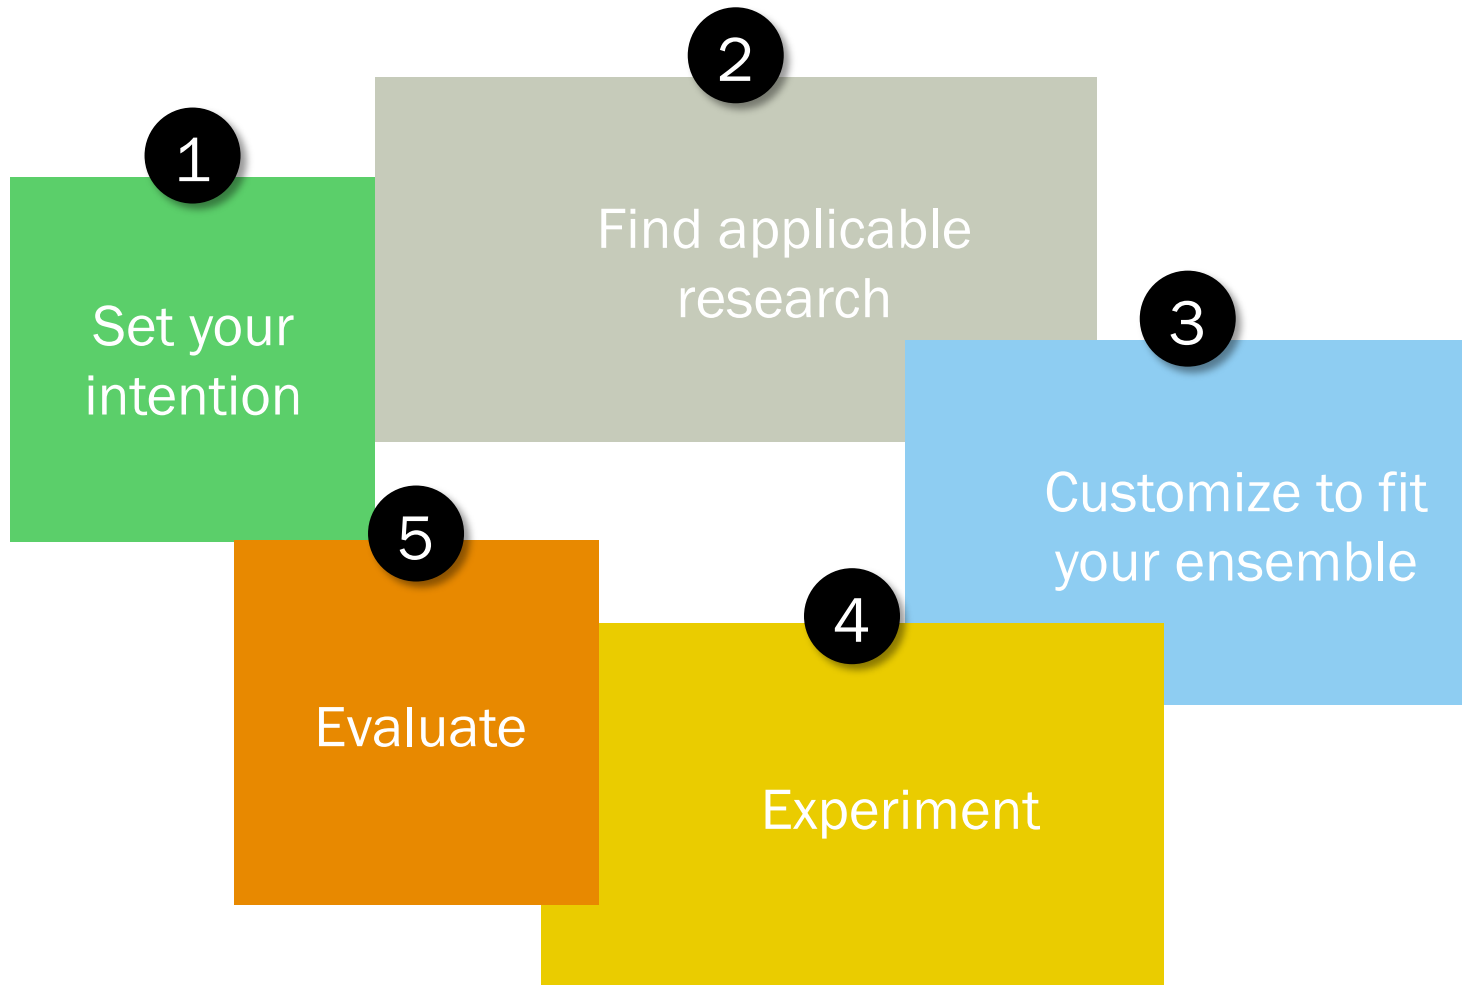 1
Set your
intention
2
Find applicable
research
3
Customize to fit
your ensemble
4
Experiment
5
Evaluate